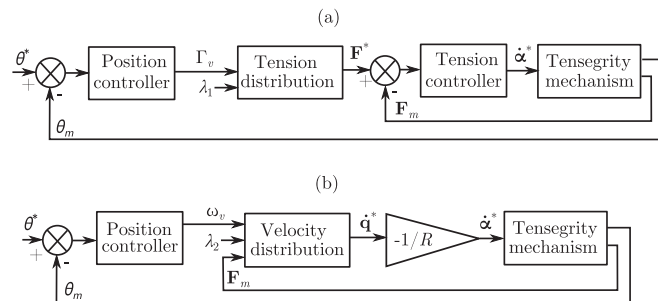 (a)
θ*
+
-
Position
controller
Γᵥ
λ₁
Tension
distribution
F*
+
-
Tension
controller
α̇*
Tensegrity
mechanism
Fₘ
θₘ
(b)
θ*
+
-
Position
controller
ωᵥ
λ₂
Fₘ
Velocity
distribution
q̇*
-1/R
α̇*
Tensegrity
mechanism
θₘ